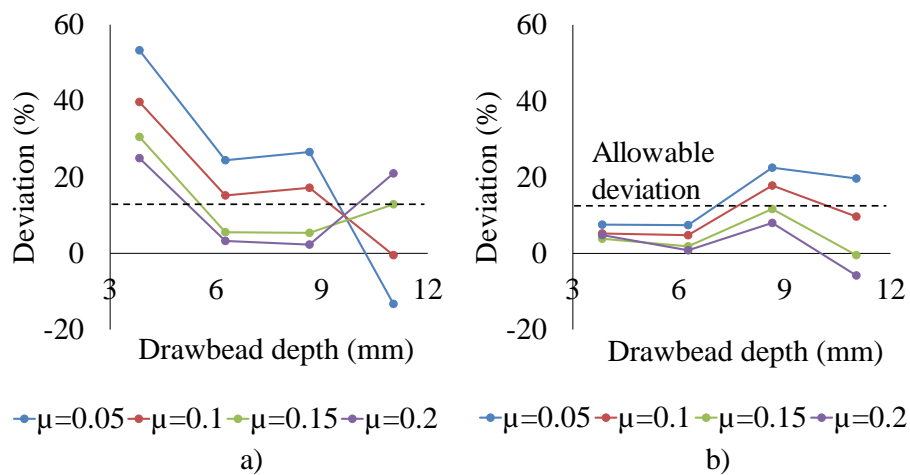 60
40
20
0
-20
3 6 9 12
Deviation (%)
Drawbead depth (mm)
μ=0.05 μ=0.1 μ=0.15 μ=0.2
a)
60
40
20
0
-20
3 6 9 12
Deviation (%)
Allowable
deviation
Drawbead depth (mm)
μ=0.05 μ=0.1 μ=0.15 μ=0.2
b)